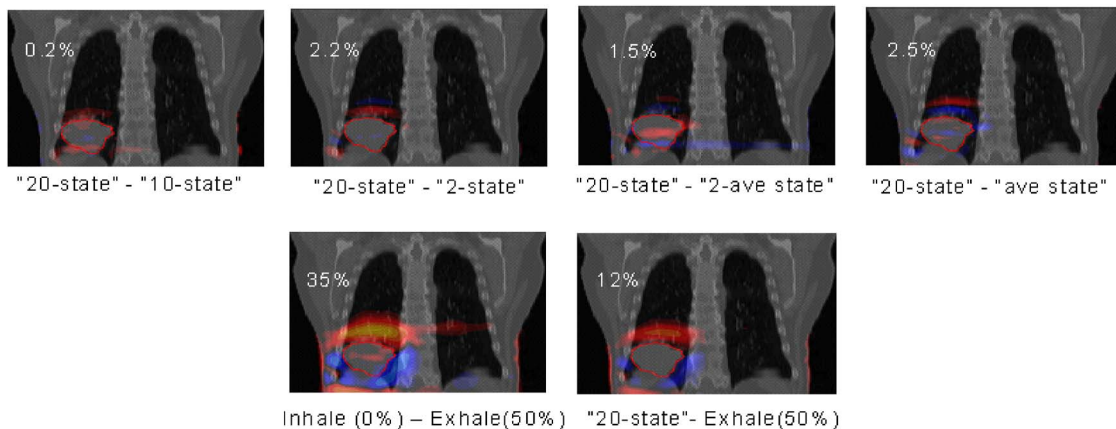 0.2% 2.2% 1.5% 2.5%
"20-state" - "10-state" "20-state" - "2-state" "20-state" - "2-ave state" "20-state" - "ave state"
35% 12%
Inhale (0%) – Exhale(50%) "20-state"- Exhale(50%)